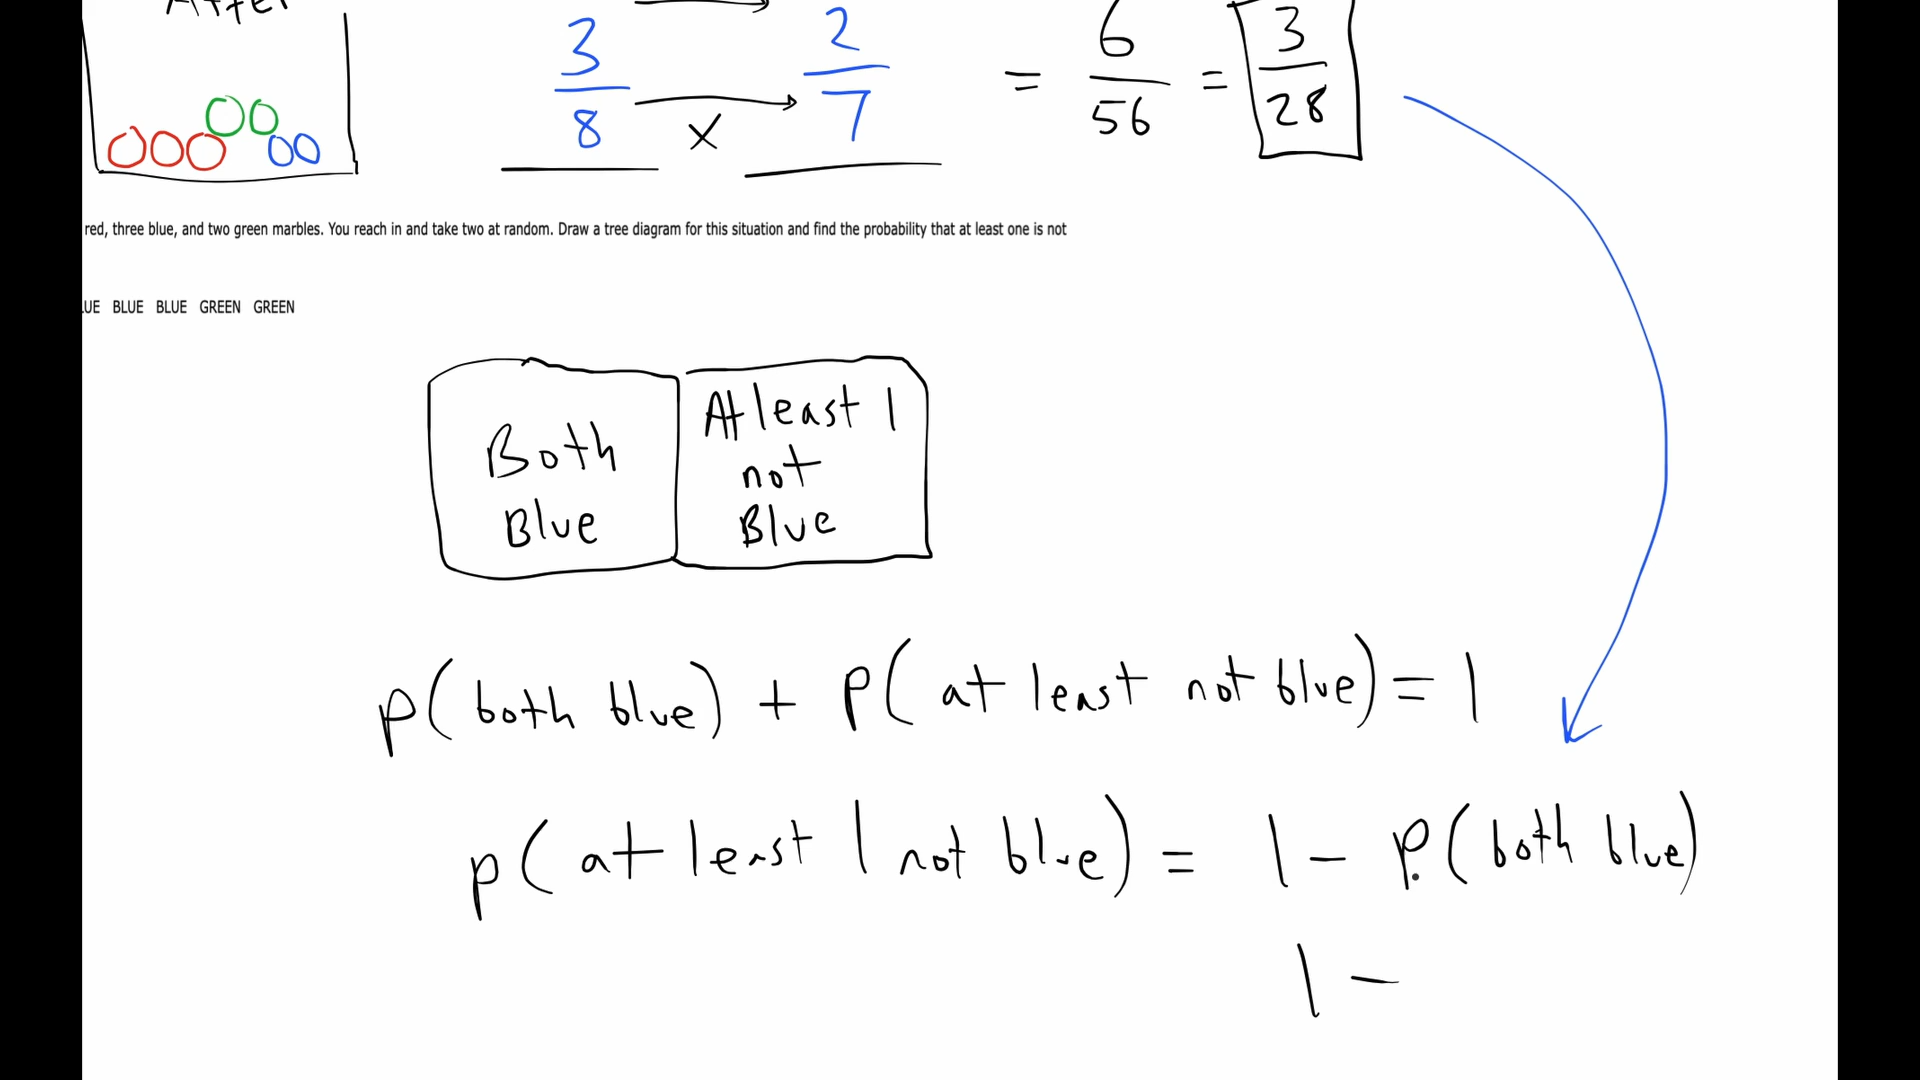 After
3/8 × 2/7 = 6/56 = 3/28
red, three blue, and two green marbles. You reach in and take two at random. Draw a tree diagram for this situation and find the probability that at least one is not
UE BLUE BLUE GREEN GREEN
Both
Blue
At least 1
not
Blue
p(both blue) + p(at least not blue) = 1
p(at least 1 not blue) = 1 - p(both blue)
1 -